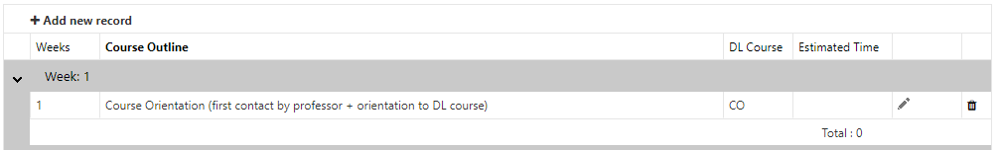 + Add new record
Weeks Course Outline DL Course Estimated Time
Week: 1
1 Course Orientation (first contact by professor + orientation to DL course) CO
Total : 0